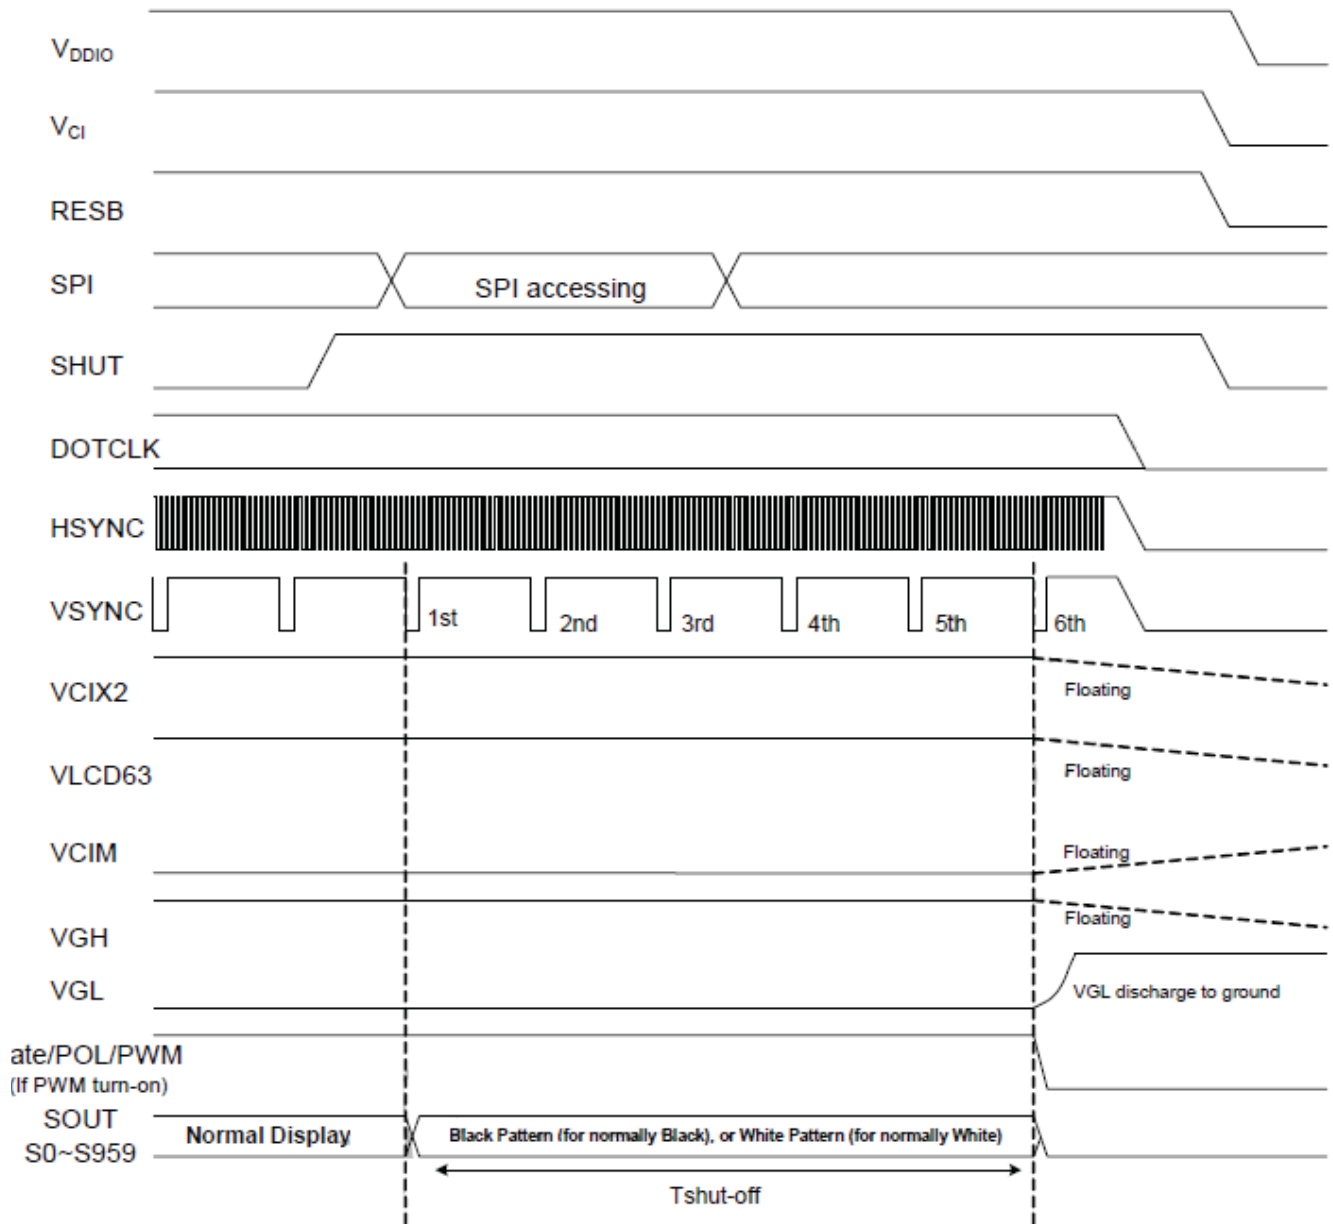 VDDIO
VCI
RESB
SPI
SPI accessing
SHUT
DOTCLK
HSYNC
VSYNC
1st
2nd
3rd
4th
5th
6th
VCIX2
Floating
VLCD63
Floating
VCIM
Floating
VGH
Floating
VGL
VGL discharge to ground
ate/POL/PWM
(If PWM turn-on)
SOUT
S0~S959
Normal Display
Black Pattern (for normally Black), or White Pattern (for normally White)
Tshut-off